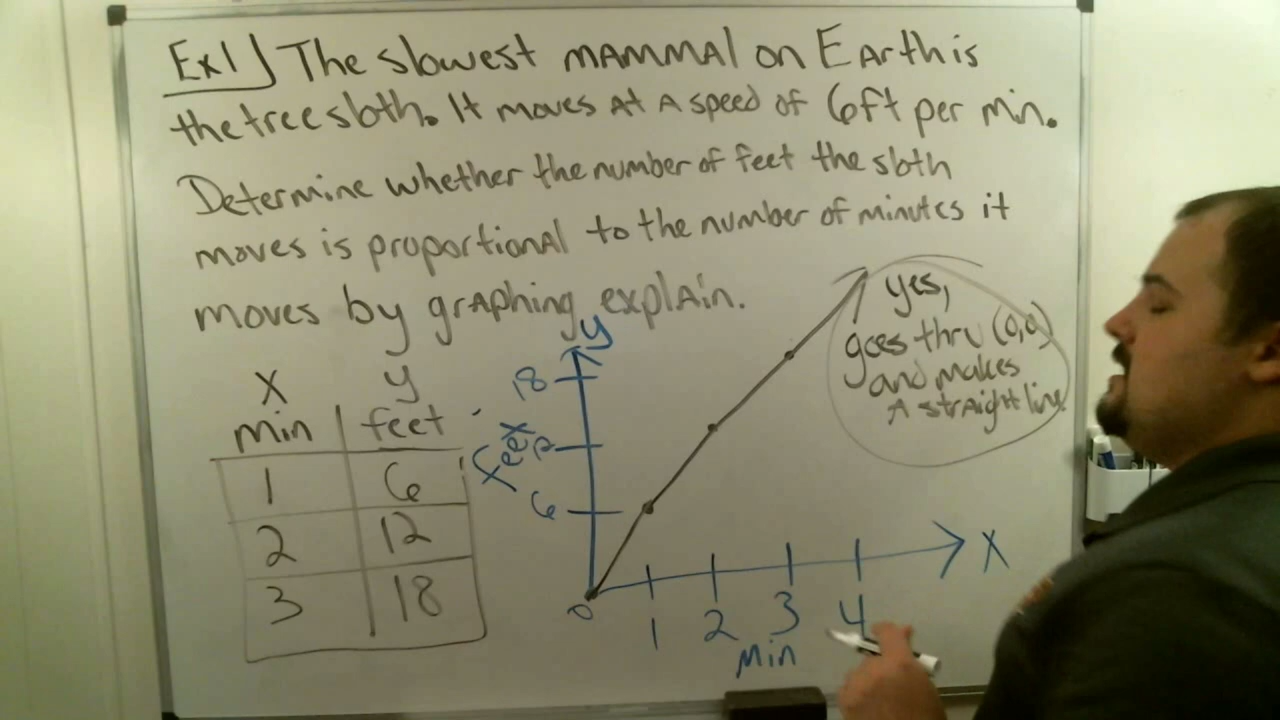 Ex1) The slowest mammal on Earth is
the tree sloth. It moves at a speed of 6ft per min.
Determine whether the number of feet the sloth
moves is proportional to the number of minutes it
moves by graphing explain.
x y
min feet
1 6
2 12
3 18
y
18
12
6
0
feet
1 2 3 4
min
x
yes,
goes thru (0,0)
and makes
a straight line